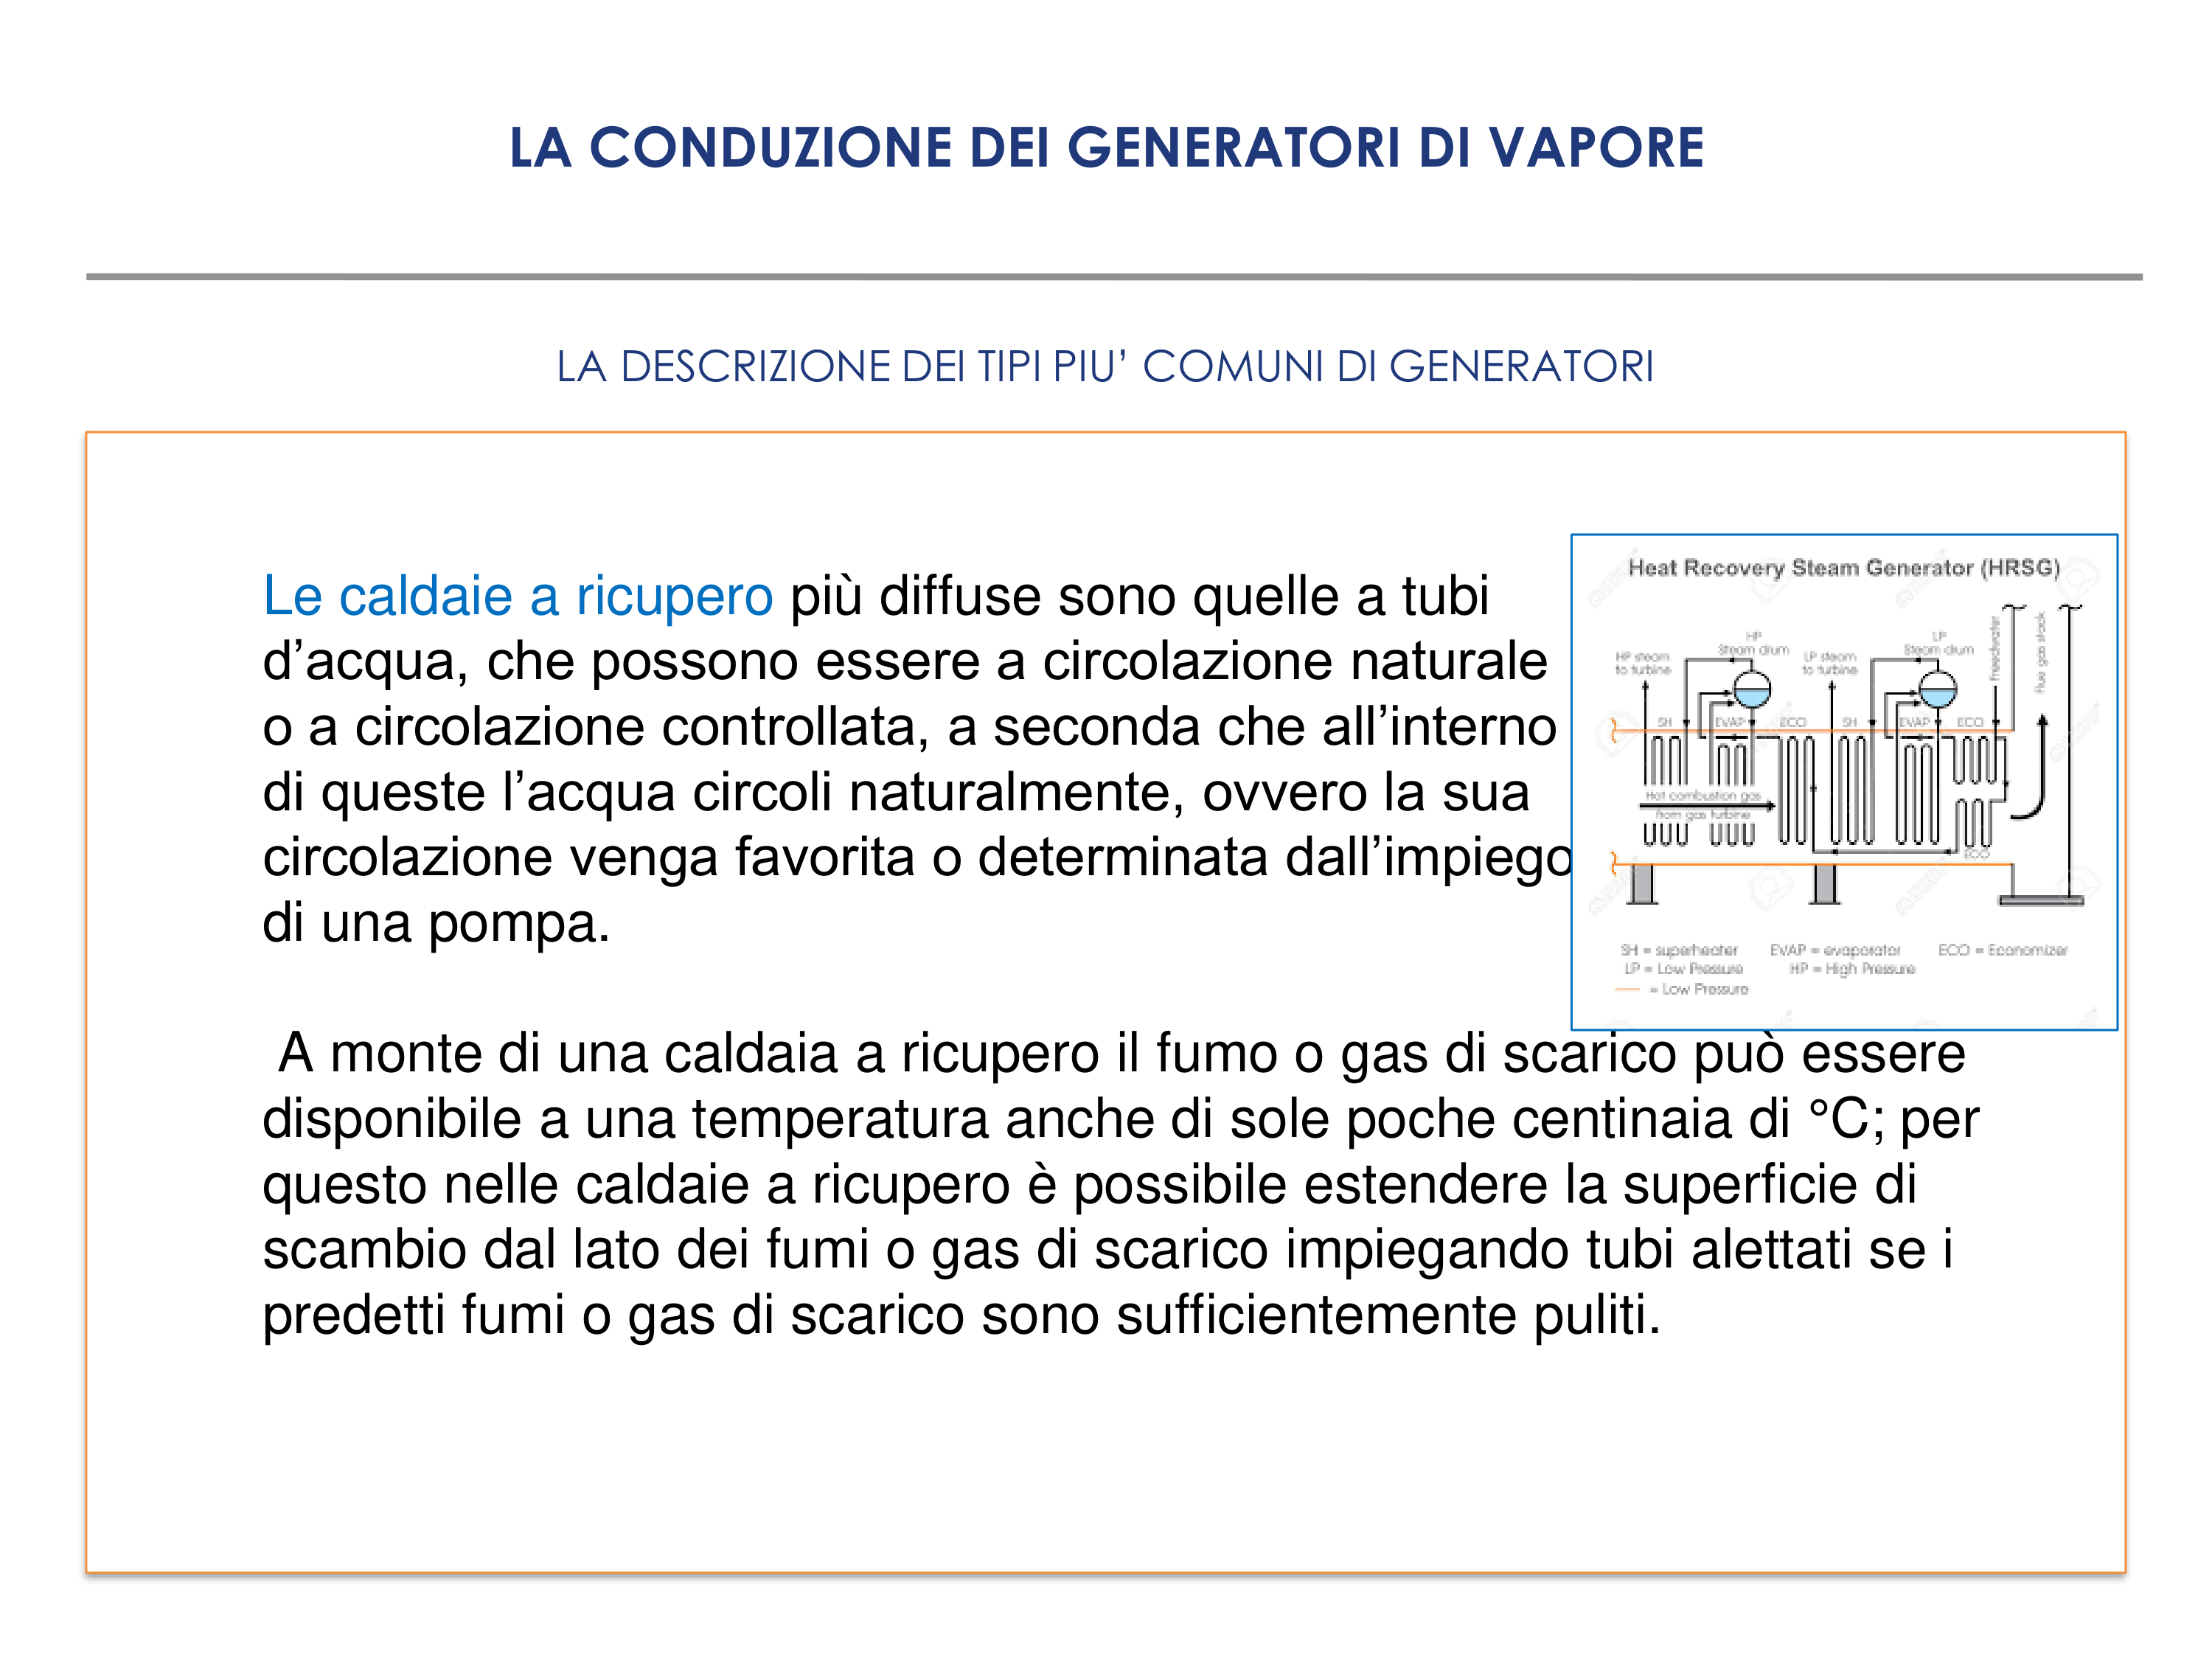 LA CONDUZIONE DEI GENERATORI DI VAPORE
LA DESCRIZIONE DEI TIPI PIU’ COMUNI DI GENERATORI
Le caldaie a ricupero più diffuse sono quelle a tubi
d’acqua, che possono essere a circolazione naturale
o a circolazione controllata, a seconda che all’interno
di queste l’acqua circoli naturalmente, ovvero la sua
circolazione venga favorita o determinata dall’impiego
di una pompa.
A monte di una caldaia a ricupero il fumo o gas di scarico può essere
disponibile a una temperatura anche di sole poche centinaia di °C; per
questo nelle caldaie a ricupero è possibile estendere la superficie di
scambio dal lato dei fumi o gas di scarico impiegando tubi alettati se i
predetti fumi o gas di scarico sono sufficientemente puliti.
Heat Recovery Steam Generator (HRSG)
HP
Steam drum
LP
Steam drum
HP steam
to turbine
LP steam
to turbine
flue gas stack
SH
EVAP
ECO
SH
EVAP
ECO
Hot combustion gas
from gas turbine
ECO
SH = superheater
EVAP = evaporator
ECO = Economizer
LP = Low Pressure
HP = High Pressure
= Low Pressure